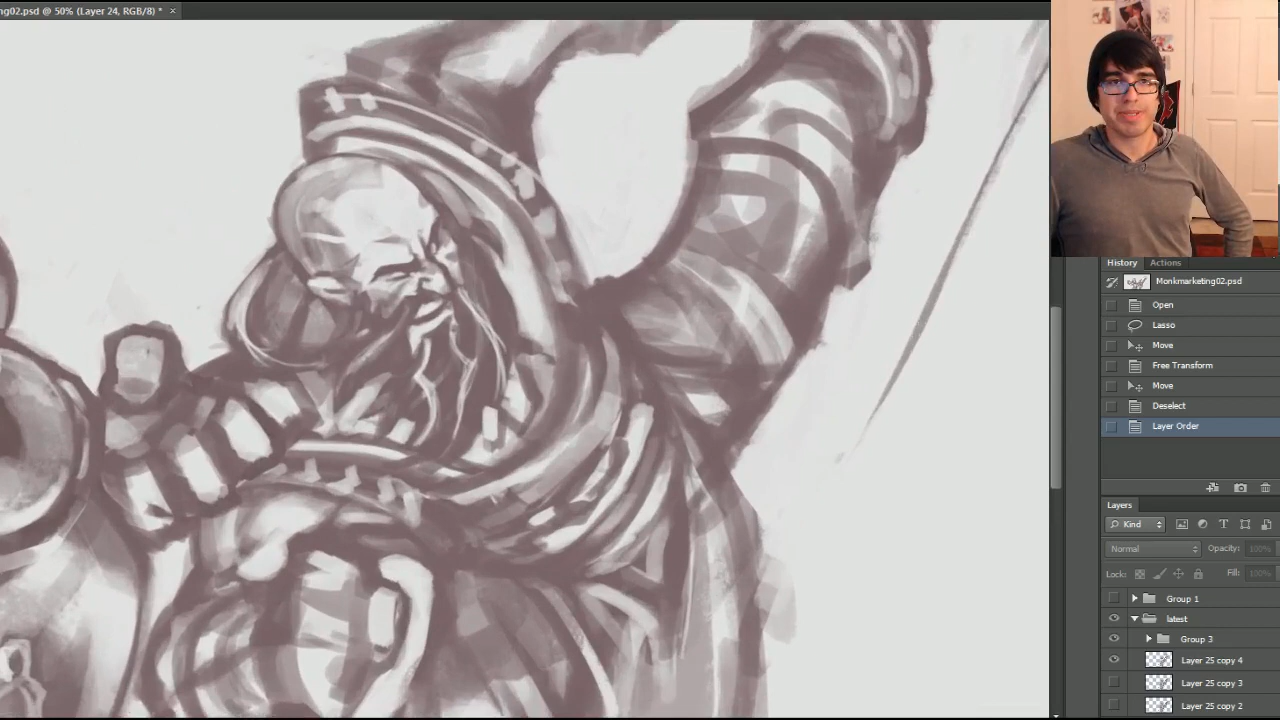 ng02.psd @ 50% (Layer 24, RGB/8) * ×
History Actions
Monkmarketing02.psd
Open
Lasso
Move
Free Transform
Move
Deselect
Layer Order
Layers
Kind
Normal Opacity: 100%
Lock: Fill: 100%
Group 1
latest
Group 3
Layer 25 copy 4
Layer 25 copy 3
Layer 25 copy 2